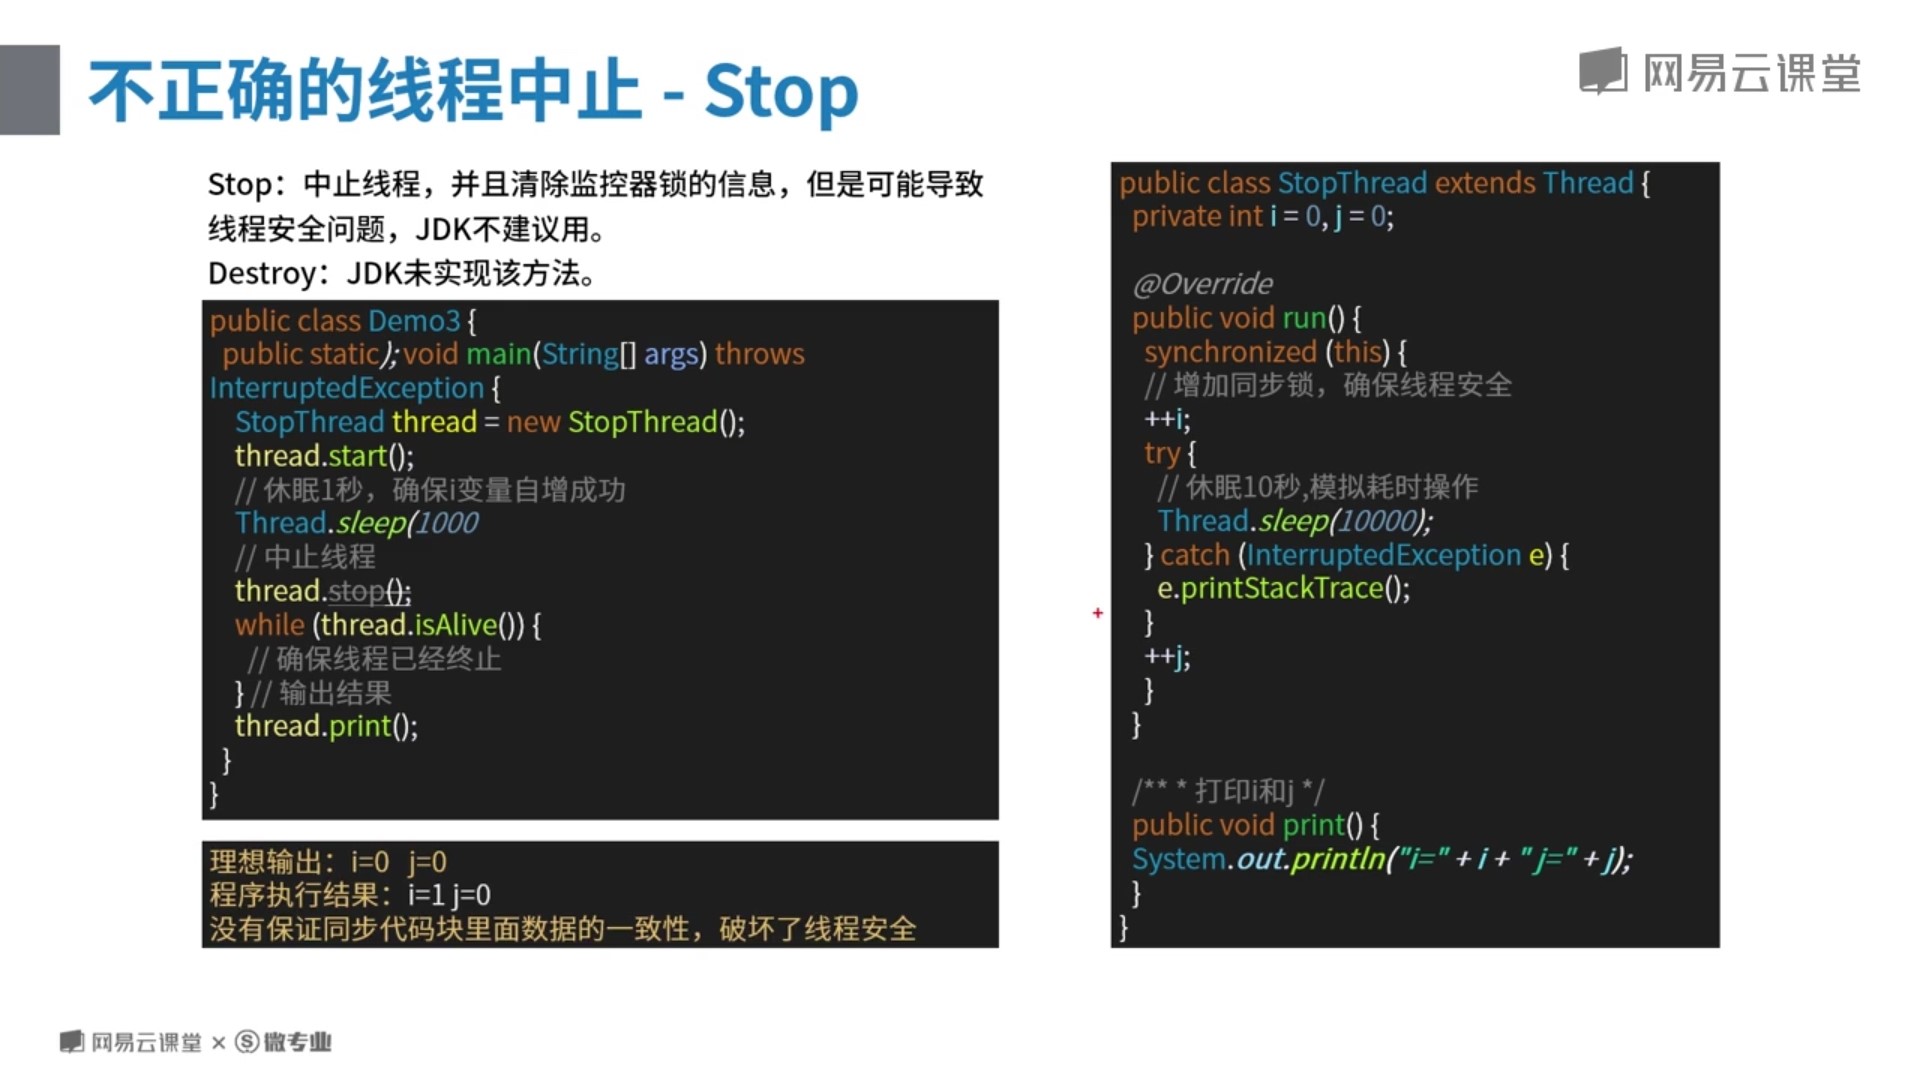 不正确的线程中止 - Stop
网易云课堂
Stop：中止线程，并且清除监控器锁的信息，但是可能导致
线程安全问题，JDK不建议用。
Destroy：JDK未实现该方法。
public class Demo3 {
public static); void main(String[] args) throws
InterruptedException {
StopThread thread = new StopThread();
thread.start();
// 休眠1秒，确保i变量自增成功
Thread.sleep(1000
// 中止线程
thread.stop();
while (thread.isAlive()) {
// 确保线程已经终止
} // 输出结果
thread.print();
}
}
理想输出：i=0 j=0
程序执行结果：i=1 j=0
没有保证同步代码块里面数据的一致性，破坏了线程安全
public class StopThread extends Thread {
private int i = 0, j = 0;
@Override
public void run() {
synchronized (this) {
// 增加同步锁，确保线程安全
++i;
try {
// 休眠10秒,模拟耗时操作
Thread.sleep(10000);
} catch (InterruptedException e) {
e.printStackTrace();
}
++j;
}
}
/** * 打印i和j */
public void print() {
System.out.println("i=" + i + " j=" + j);
}
}
网易云课堂 × 微专业